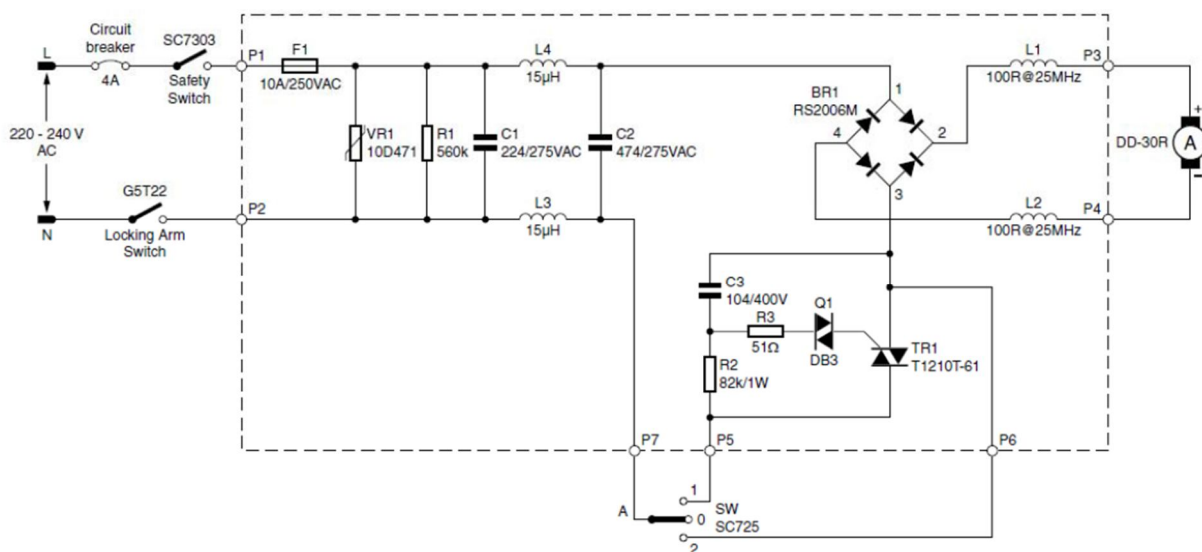 Circuit
breaker
SC7303
L
4A
Safety
Switch
P1
F1
10A/250VAC
L4
15µH
L1
100R@25MHz
P3
220 - 240 V
AC
VR1
10D471
R1
560k
C1
224/275VAC
C2
474/275VAC
BR1
RS2006M
1
4
2
3
+
DD-30R
A
–
G5T22
N
Locking Arm
Switch
P2
L3
15µH
L2
100R@25MHz
P4
C3
104/400V
R3
51Ω
Q1
DB3
TR1
T1210T-61
R2
82k/1W
P7
P5
P6
1
A
0
SW
SC725
2